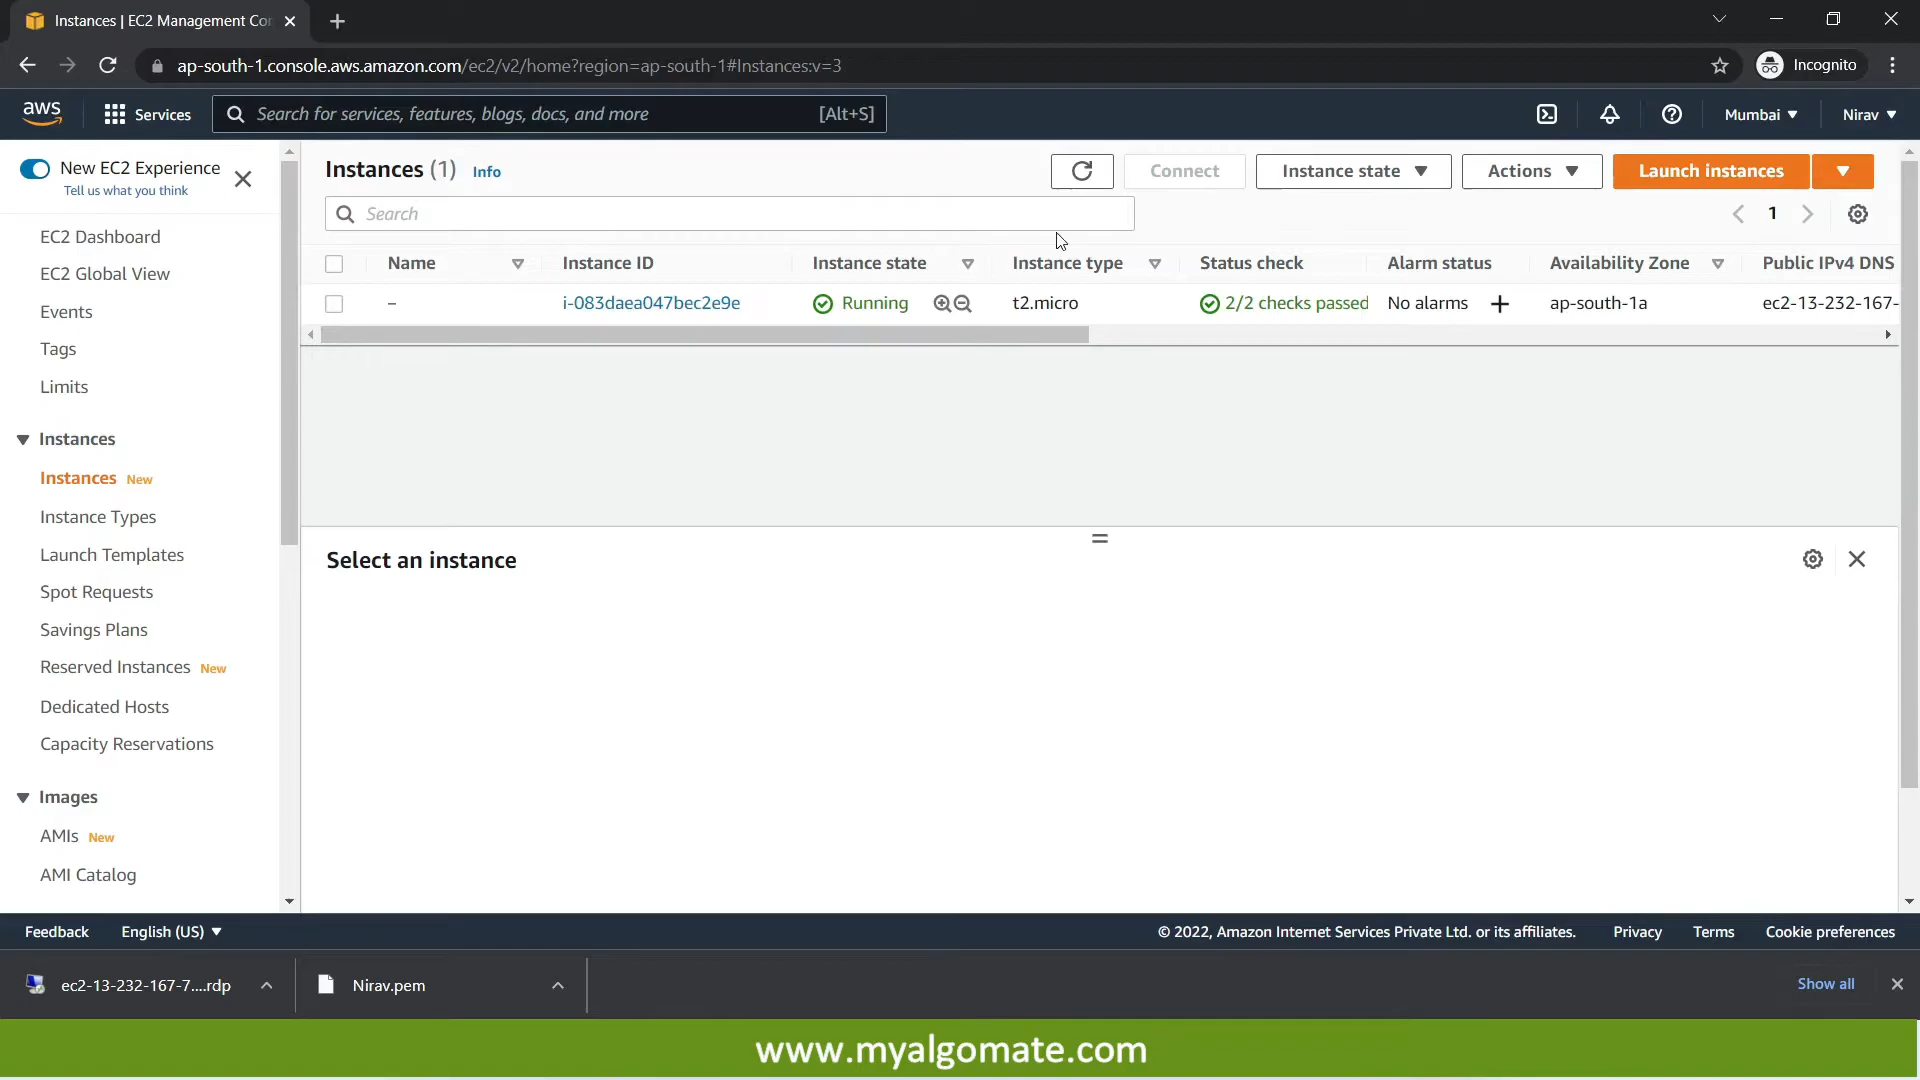 Instances | EC2 Management Con
ap-south-1.console.aws.amazon.com/ec2/v2/home?region=ap-south-1#Instances:v=3
Incognito
aws
Services
Search for services, features, blogs, docs, and more
[Alt+S]
Mumbai
Nirav
New EC2 Experience
Tell us what you think
EC2 Dashboard
EC2 Global View
Events
Tags
Limits
Instances
Instances New
Instance Types
Launch Templates
Spot Requests
Savings Plans
Reserved Instances New
Dedicated Hosts
Capacity Reservations
Images
AMIs New
AMI Catalog
Instances (1) Info
Connect
Instance state
Actions
Launch instances
Search
1
Name Instance ID Instance state Instance type Status check Alarm status Availability Zone Public IPv4 DNS
– i-083daea047bec2e9e Running t2.micro 2/2 checks passed No alarms + ap-south-1a ec2-13-232-167-
Select an instance
Feedback English (US)
© 2022, Amazon Internet Services Private Ltd. or its affiliates. Privacy Terms Cookie preferences
ec2-13-232-167-7....rdp
Nirav.pem
Show all
www.myalgomate.com